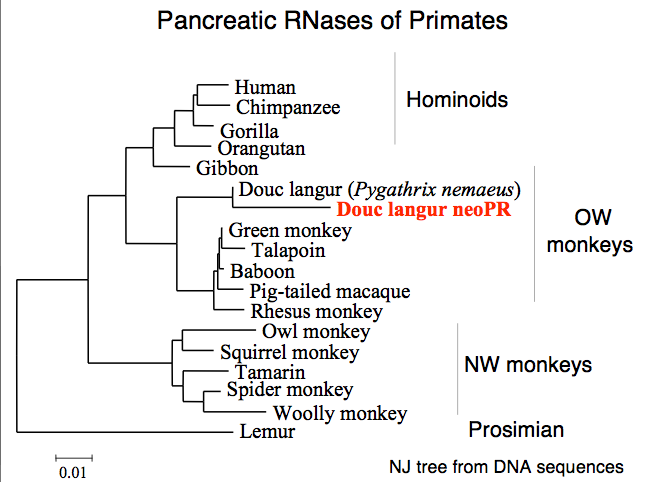 Pancreatic RNases of Primates
Human
Chimpanzee
Hominoids
Gorilla
Orangutan
Gibbon
Douc langur (Pygathrix nemaeus)
Douc langur neoPR
OW
monkeys
Green monkey
Talapoin
Baboon
Pig-tailed macaque
Rhesus monkey
Owl monkey
Squirrel monkey
NW monkeys
Tamarin
Spider monkey
Woolly monkey
Lemur
Prosimian
0.01
NJ tree from DNA sequences